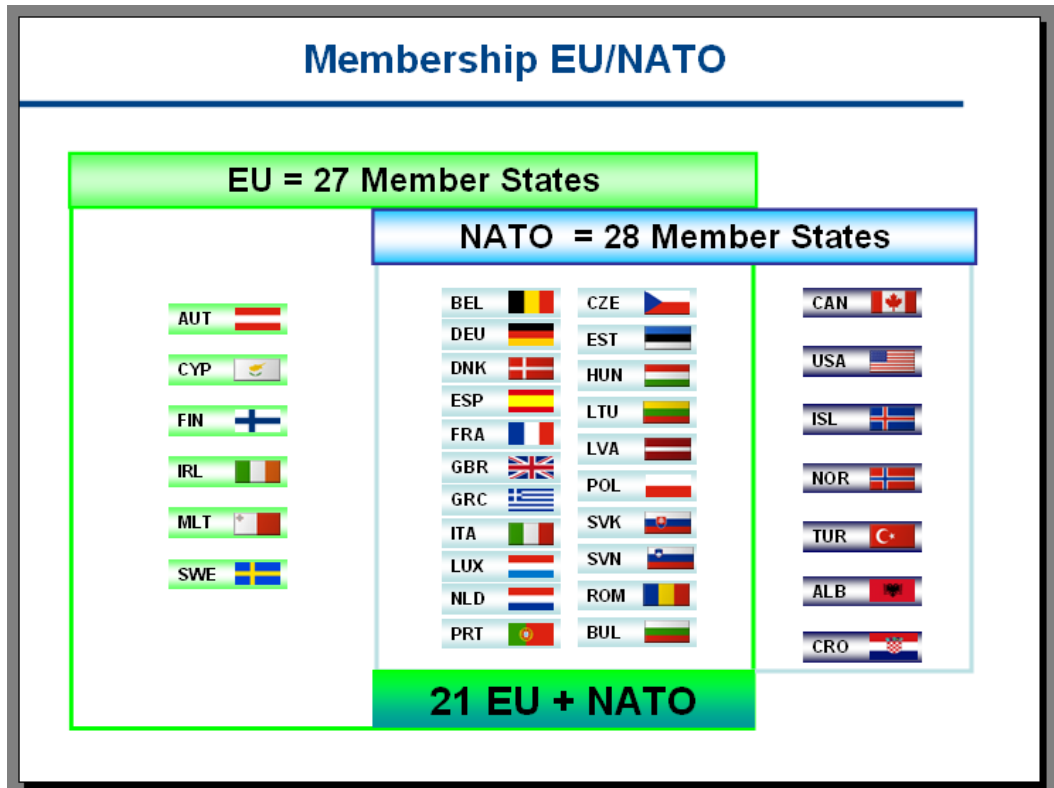 Membership EU/NATO
EU = 27 Member States
NATO = 28 Member States
AUT
CYP
FIN
IRL
MLT
SWE
BEL
DEU
DNK
ESP
FRA
GBR
GRC
ITA
LUX
NLD
PRT
CZE
EST
HUN
LTU
LVA
POL
SVK
SVN
ROM
BUL
CAN
USA
ISL
NOR
TUR
ALB
CRO
21 EU + NATO